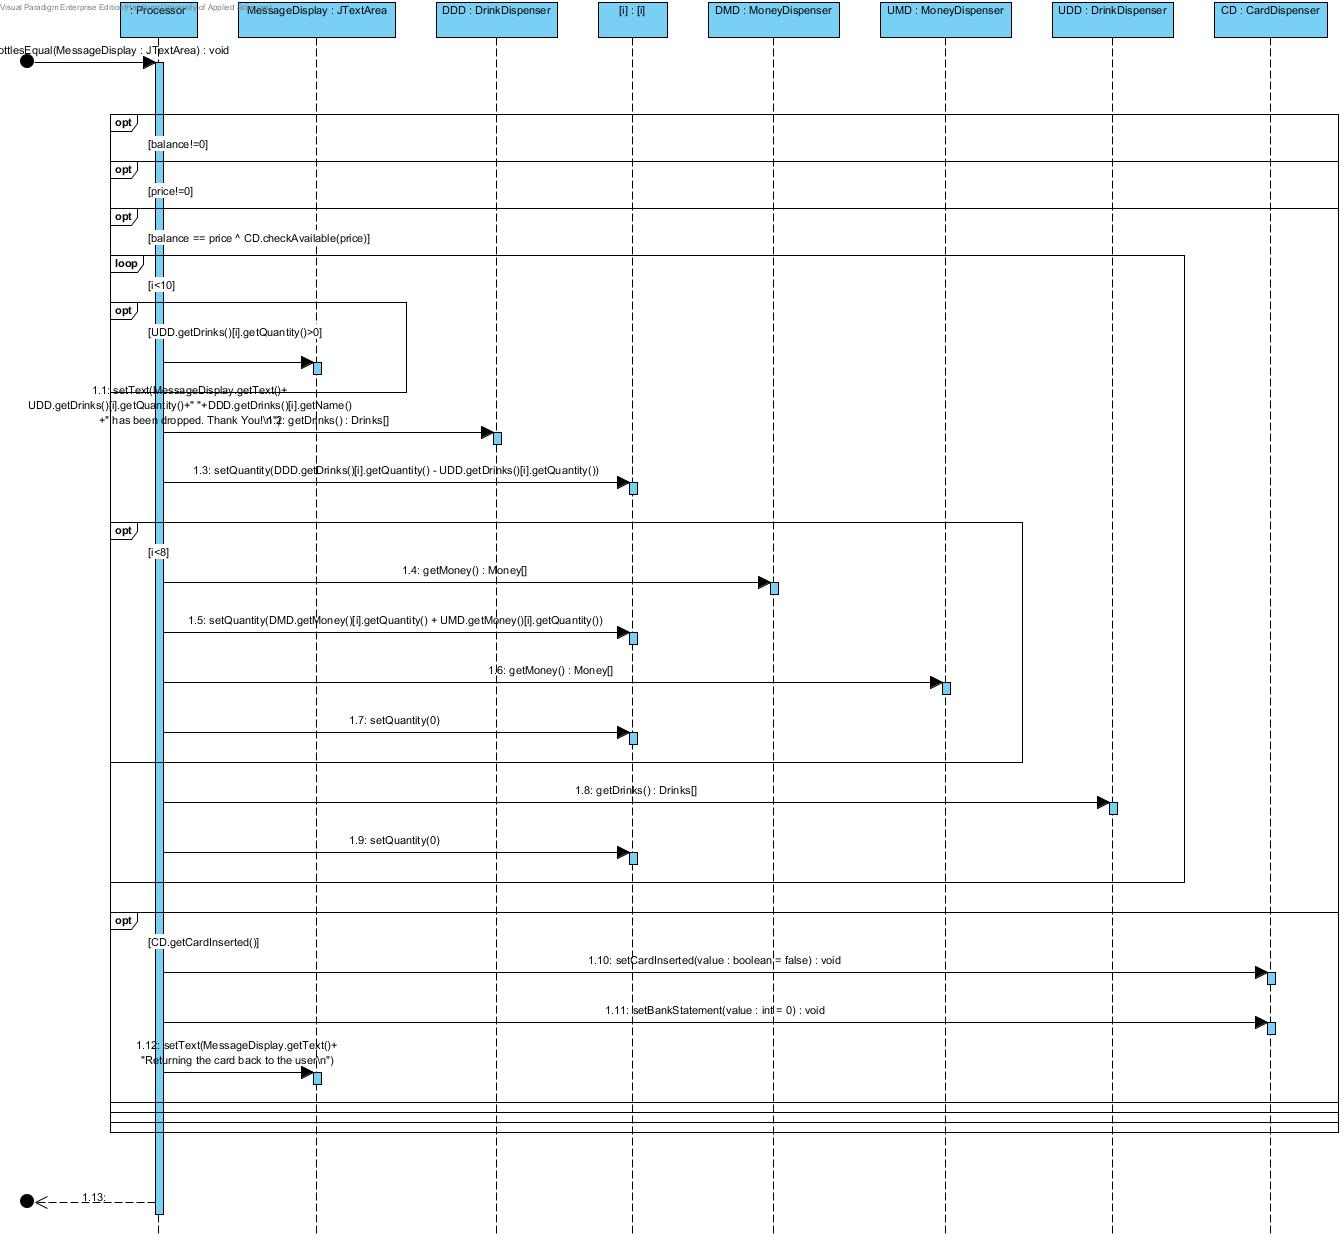 Visual Paradigm Enterprise Edition
of Applied
: Processor
MessageDisplay : JTextArea
DDD : DrinkDispenser
[i] : [i]
DMD : MoneyDispenser
UMD : MoneyDispenser
UDD : DrinkDispenser
CD : CardDispenser
ottlesEqual(MessageDisplay : JTextArea) : void
opt
[balance!=0]
opt
[price!=0]
opt
[balance == price ^ CD.checkAvailable(price)]
loop
[i<10]
opt
[UDD.getDrinks()[i].getQuantity()>0]
1.1: setText(MessageDisplay.getText()+
UDD.getDrinks()[i].getQuantity()+" "+DDD.getDrinks()[i].getName()
+" has been dropped. Thank You!\n")
1.2: getDrinks() : Drinks[]
1.3: setQuantity(DDD.getDrinks()[i].getQuantity() - UDD.getDrinks()[i].getQuantity())
opt
[i<8]
1.4: getMoney() : Money[]
1.5: setQuantity(DMD.getMoney()[i].getQuantity() + UMD.getMoney()[i].getQuantity())
1.6: getMoney() : Money[]
1.7: setQuantity(0)
1.8: getDrinks() : Drinks[]
1.9: setQuantity(0)
opt
[CD.getCardInserted()]
1.10: setCardInserted(value : boolean = false) : void
1.11: setBankStatement(value : int = 0) : void
1.12: setText(MessageDisplay.getText()+
"Returning the card back to the user\n")
1.13: